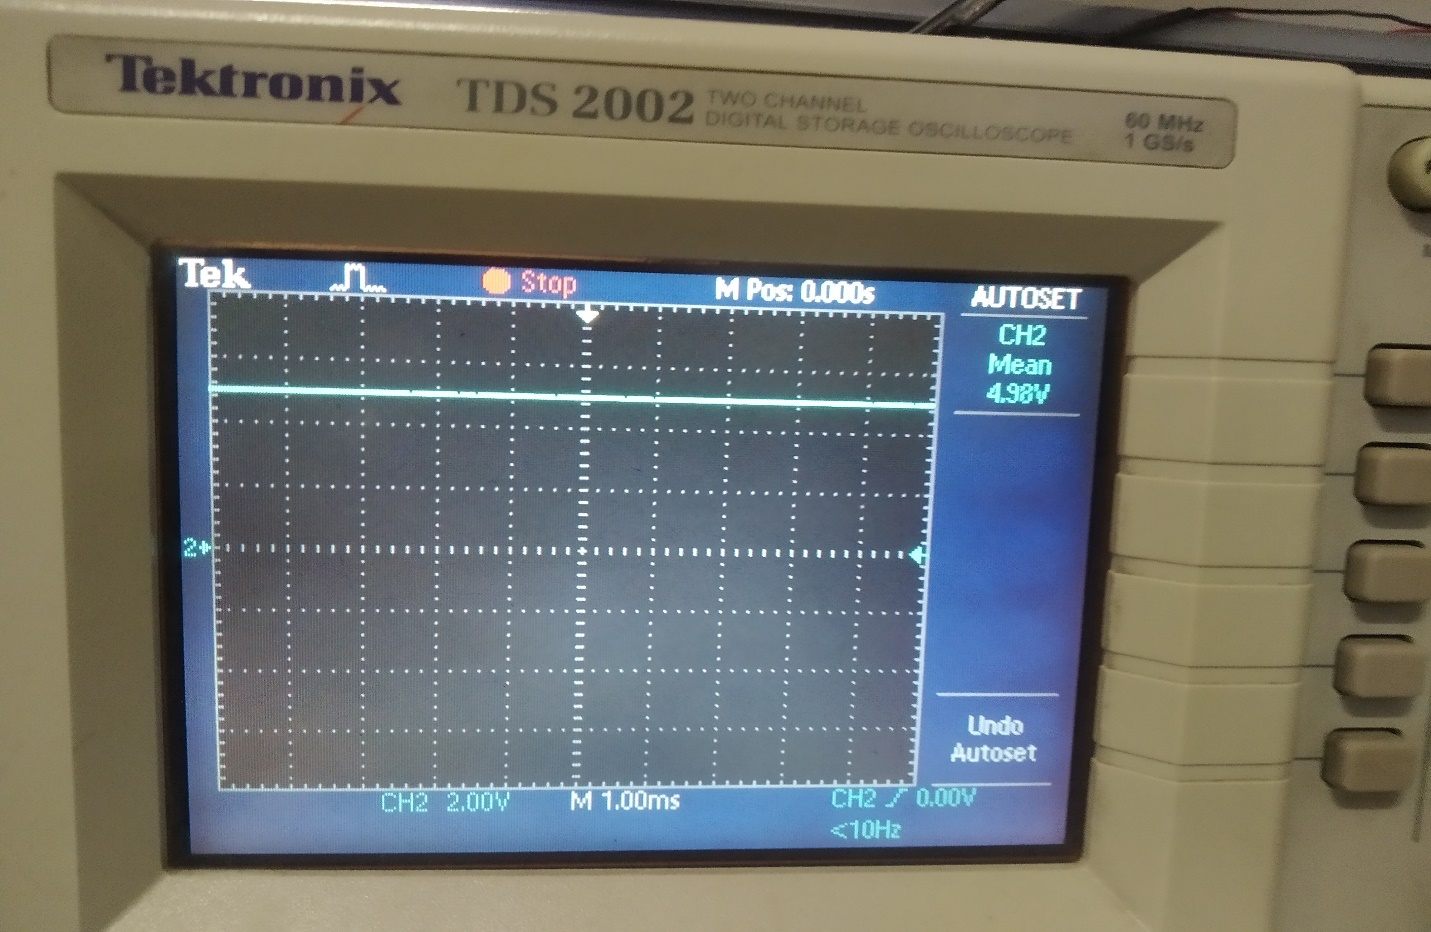 Tektronix TDS 2002 TWO CHANNEL
DIGITAL STORAGE OSCILLOSCOPE
60 MHz
1 GS/s
Tek Stop M Pos: 0.000s AUTOSET
CH2
Mean
4.98V
2
Undo
Autoset
CH2 2.00V M 1.00ms CH2 0.00V
<10Hz